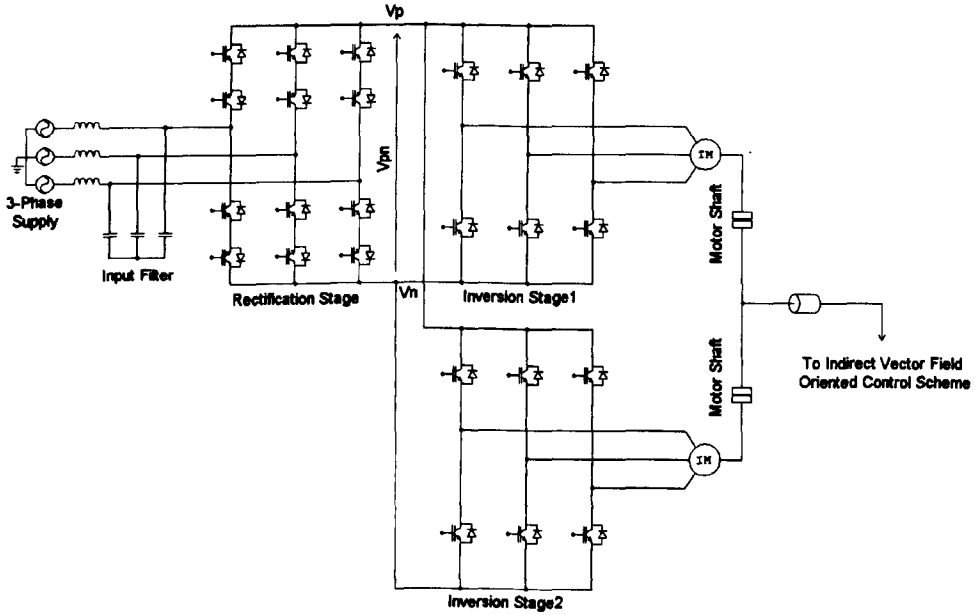 Vp
Vpn
3-Phase
Supply
Input Filter
Rectification Stage
Vn
Inversion Stage1
IM
Motor Shaft
Motor Shaft
To Indirect Vector Field
Oriented Control Scheme
IM
Inversion Stage2